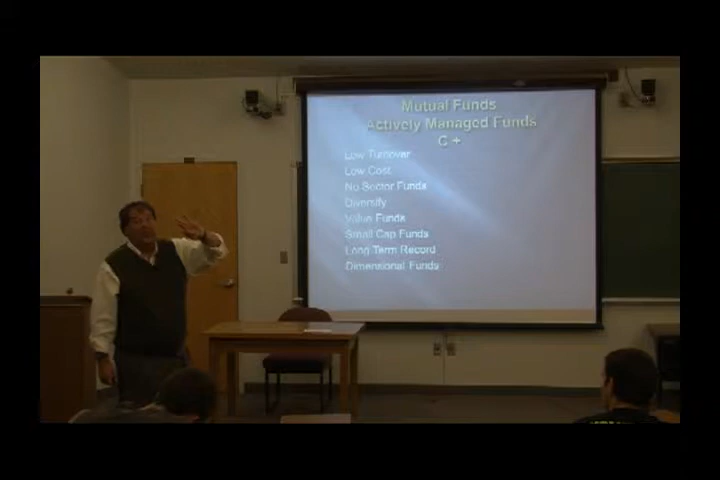 Mutual Funds
Actively Managed Funds
C +
Low Turnover
Low Cost
No Sector Funds
Diversify
Value Funds
Small Cap Funds
Long Term Record
Dimensional Funds